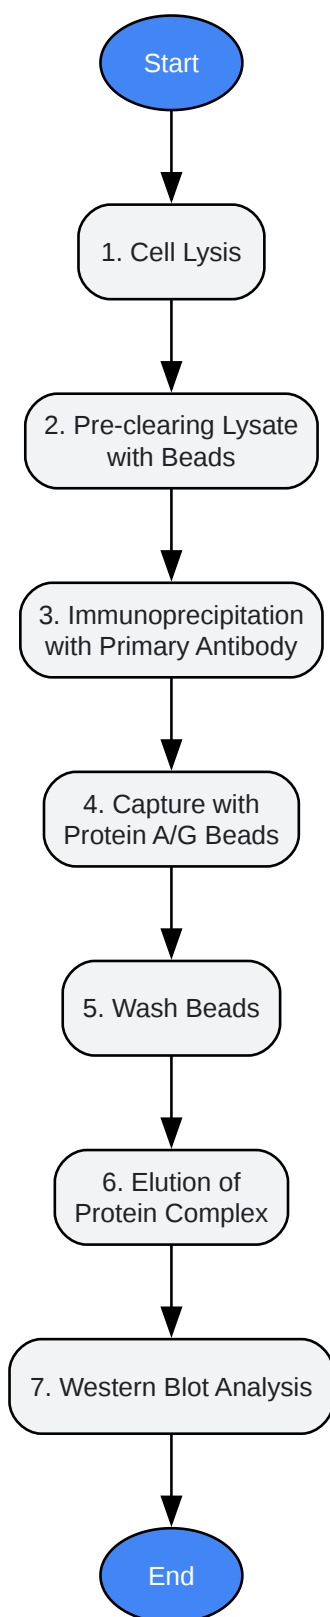 Start
1. Cell Lysis
2. Pre-clearing Lysate
with Beads
3. Immunoprecipitation
with Primary Antibody
4. Capture with
Protein A/G Beads
5. Wash Beads
6. Elution of
Protein Complex
7. Western Blot Analysis
End